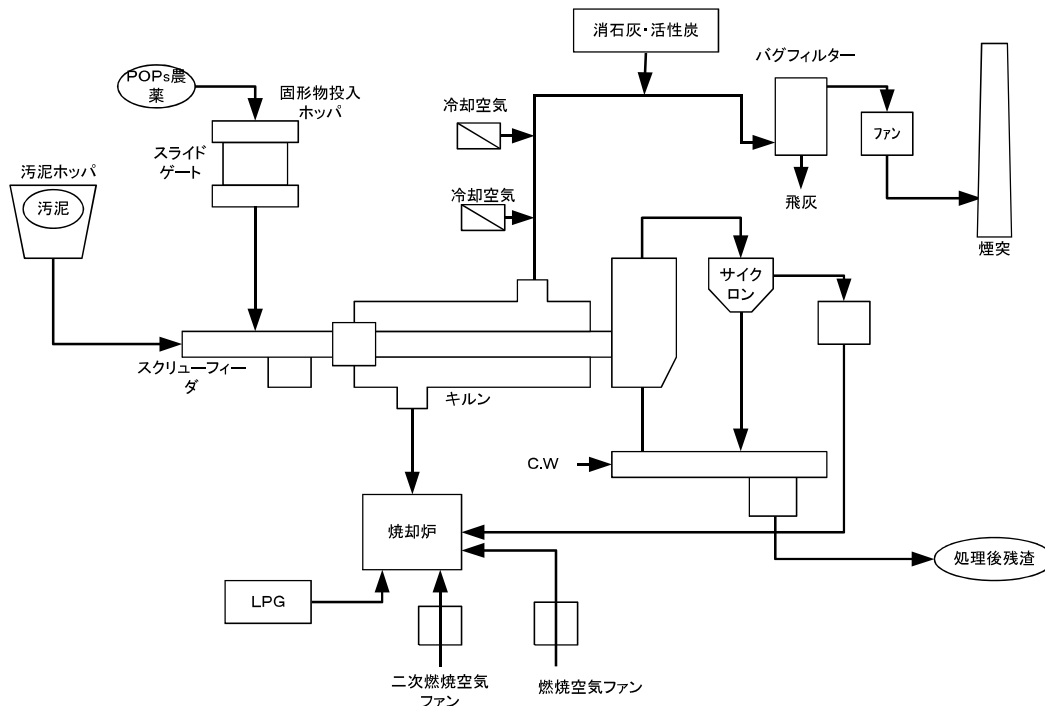 消石灰・活性炭
バグフィルター
POPs農
薬
固形物投入
ホッパ
冷却空気
ファン
スライド
ゲート
汚泥ホッパ
汚泥
冷却空気
飛灰
煙突
サイク
ロン
スクリューフィー
ダ
キルン
C.W
焼却炉
処理後残渣
LPG
二次燃焼空気
ファン
燃焼空気ファン